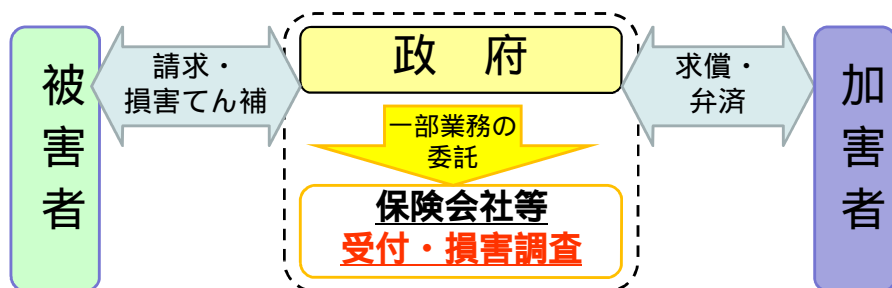 被害者
請求・
損害てん補
政 府
一部業務の
委託
保険会社等
受付・損害調査
求償・
弁済
加害者